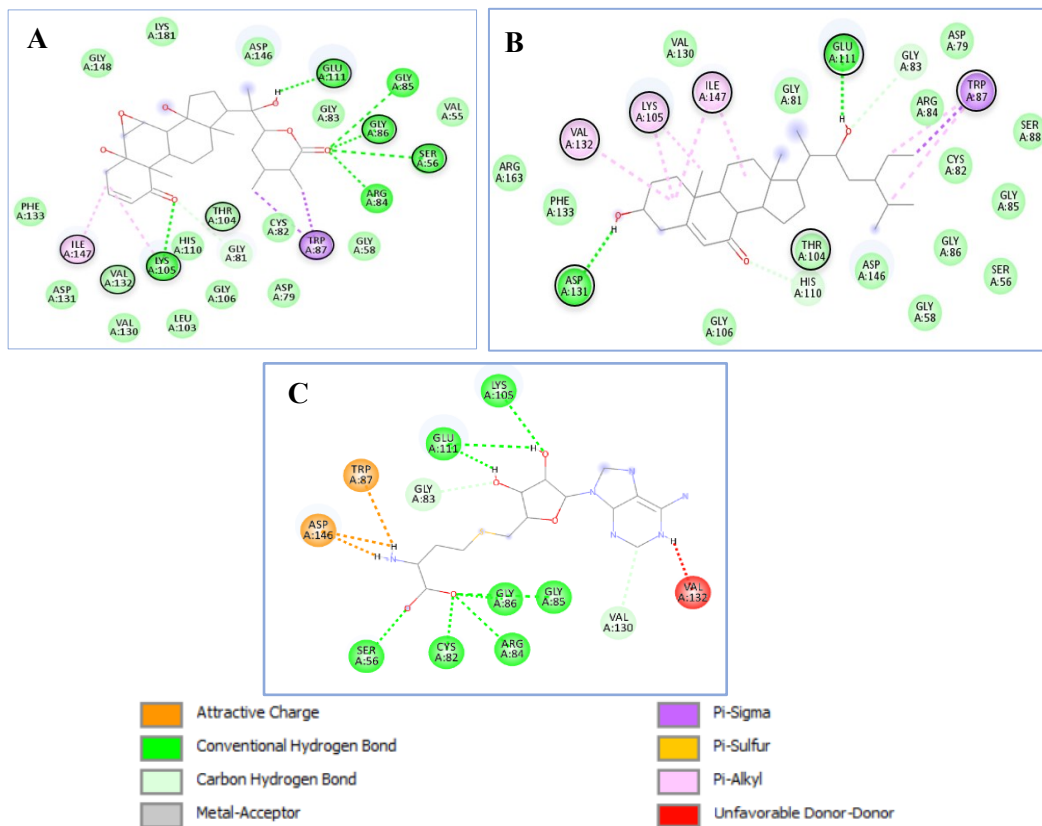 A
LYS
A:181
GLY
A:148
ASP
A:146
GLU
A:111
GLY
A:85
GLY
A:83
VAL
A:55
GLY
A:86
SER
A:56
H
O
O
O
O
O
O
O
ARG
A:84
PHE
A:133
THR
A:104
CYS
A:82
TRP
A:87
GLY
A:58
ILE
A:147
HIS
A:110
GLY
A:81
VAL
A:132
LYS
A:105
ASP
A:131
GLY
A:106
ASP
A:79
VAL
A:130
LEU
A:103
B
VAL
A:130
GLU
A:111
GLY
A:83
ASP
A:79
LYS
A:105
ILE
A:147
GLY
A:81
TRP
A:87
ARG
A:84
VAL
A:132
SER
A:88
H
O
CYS
A:82
ARG
A:163
PHE
A:133
GLY
A:85
O
H
THR
A:104
GLY
A:86
O
ASP
A:131
HIS
A:110
ASP
A:146
SER
A:56
GLY
A:58
GLY
A:106
C
LYS
A:105
GLU
A:111
H
O
H
O
TRP
A:87
GLY
A:83
N
N
N
N
N
N
H
O
ASP
A:146
H
H
N
O
O
GLY
A:86
GLY
A:85
VAL
A:132
VAL
A:130
SER
A:56
CYS
A:82
ARG
A:84
Attractive Charge
Conventional Hydrogen Bond
Carbon Hydrogen Bond
Metal-Acceptor
Pi-Sigma
Pi-Sulfur
Pi-Alkyl
Unfavorable Donor-Donor